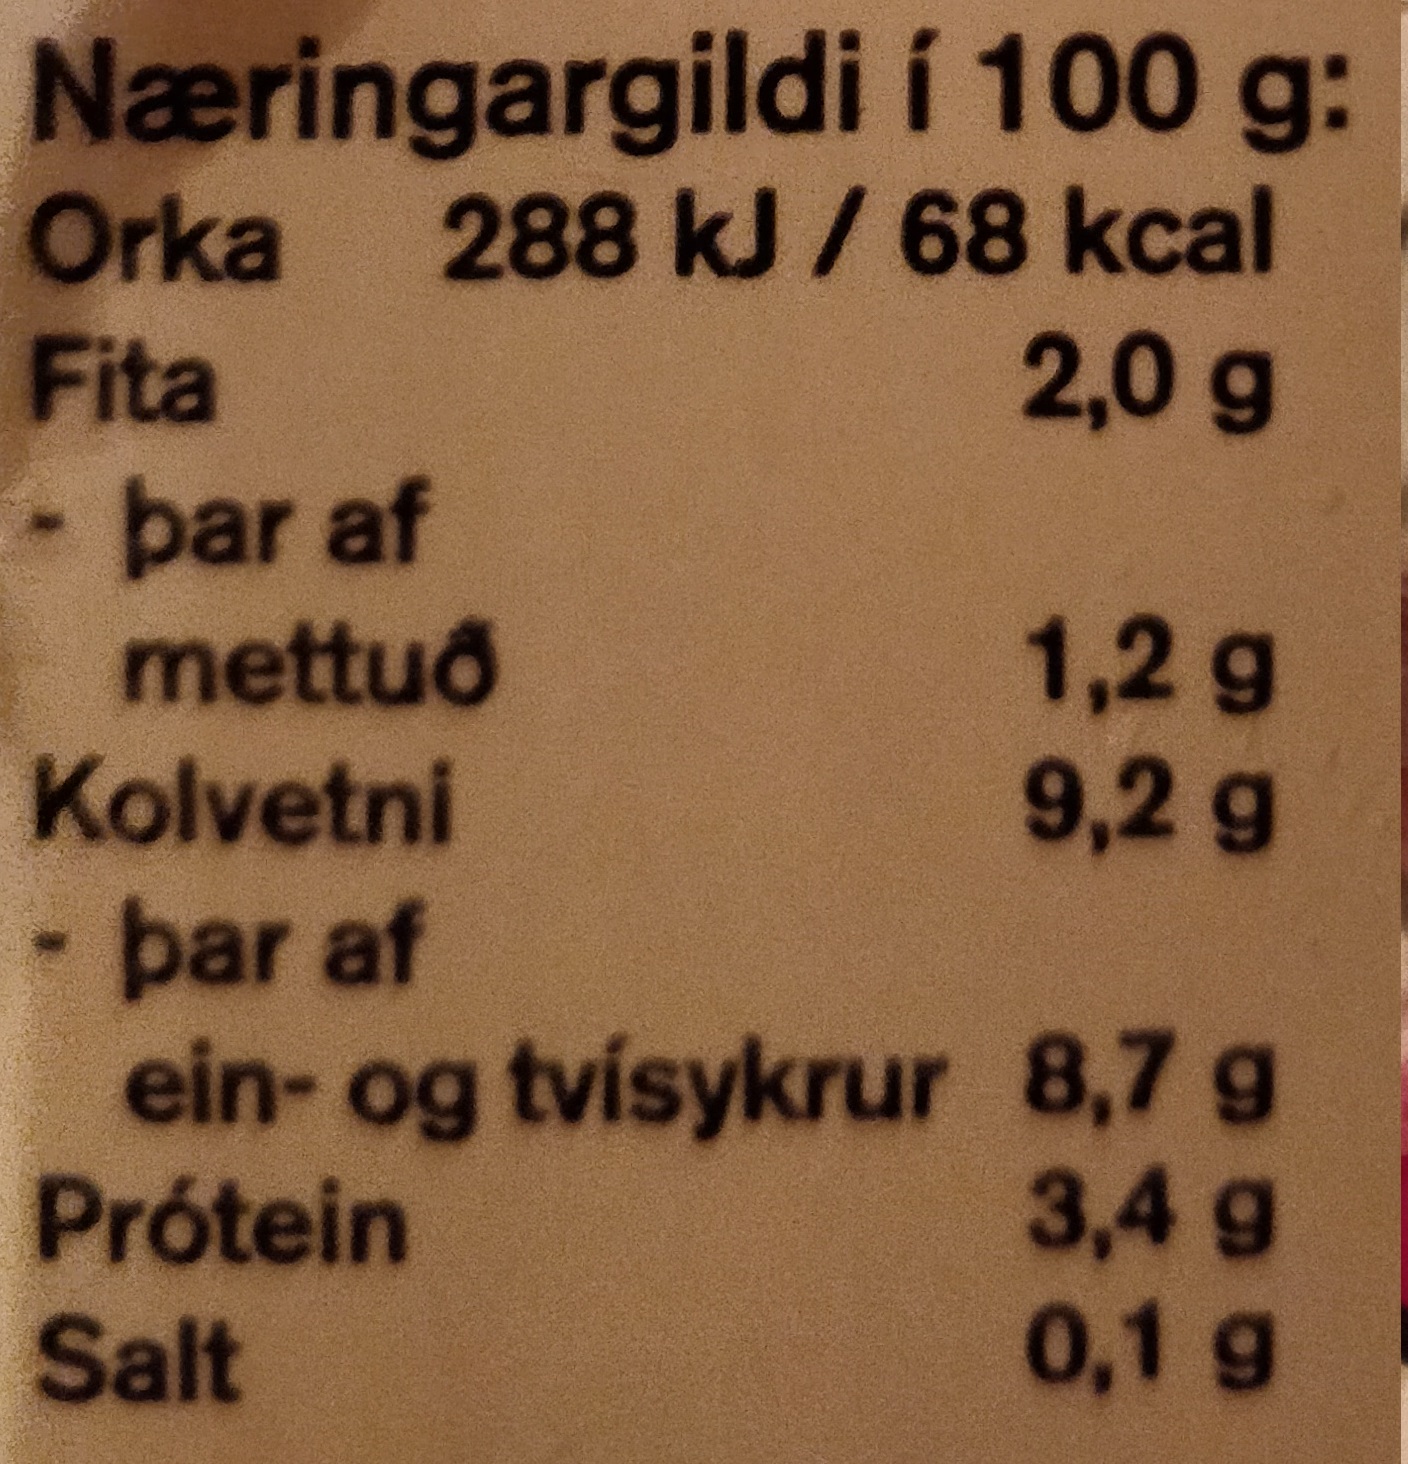 Næringargildi í 100 g:
Orka 288 kJ / 68 kcal
Fita 2,0 g
- þar af
mettuð 1,2 g
Kolvetni 9,2 g
- þar af
ein- og tvísykrur 8,7 g
Prótein 3,4 g
Salt 0,1 g